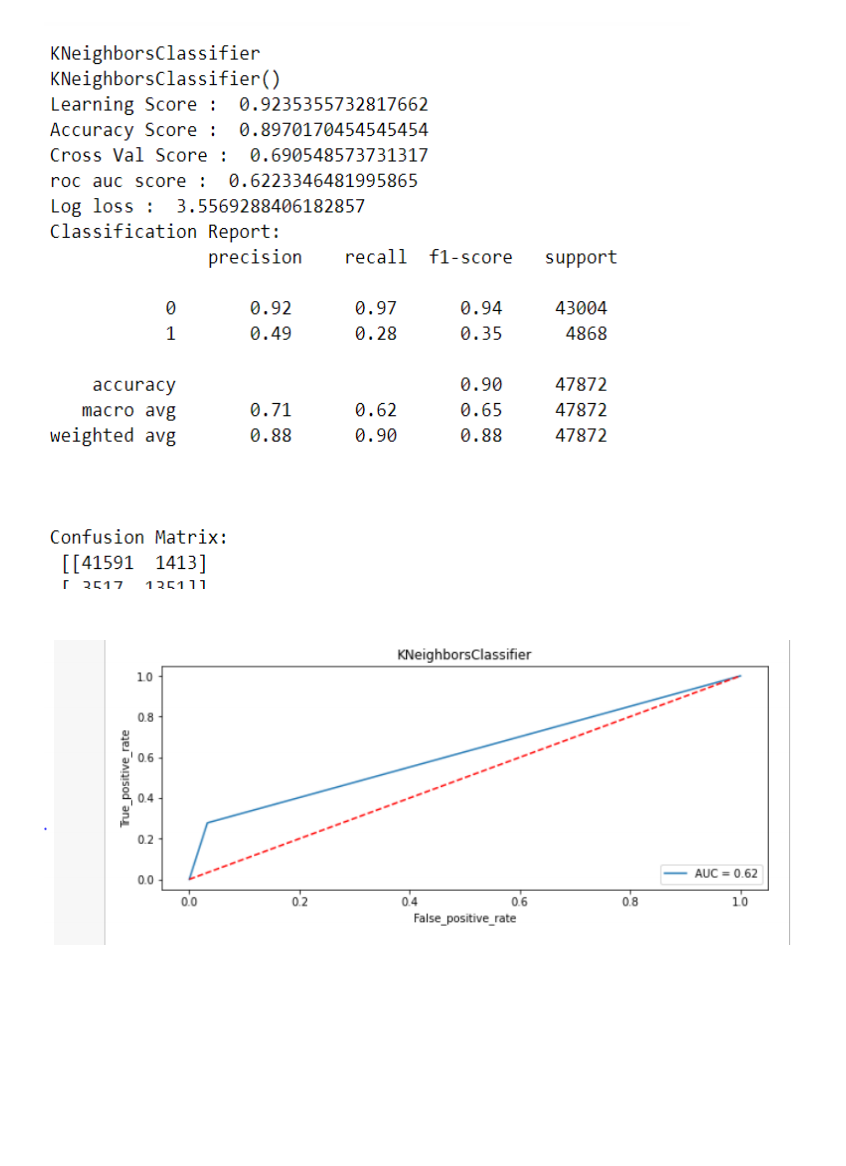 KNeighborsClassifier
KNeighborsClassifier()
Learning Score :  0.9235355732817662
Accuracy Score :  0.8970170454545454
Cross Val Score :  0.690548573731317
roc auc score :  0.6223346481995865
Log loss :  3.5569288406182857
Classification Report:
precision recall f1-score support
0 0.92 0.97 0.94 43004
1 0.49 0.28 0.35 4868
accuracy 0.90 47872
macro avg 0.71 0.62 0.65 47872
weighted avg 0.88 0.90 0.88 47872
Confusion Matrix:
[[41591 1413]
[ 3517 1351]]
KNeighborsClassifier
1.0
0.8
0.6
0.4
0.2
0.0
True_positive_rate
AUC = 0.62
0.0 0.2 0.4 0.6 0.8 1.0
False_positive_rate